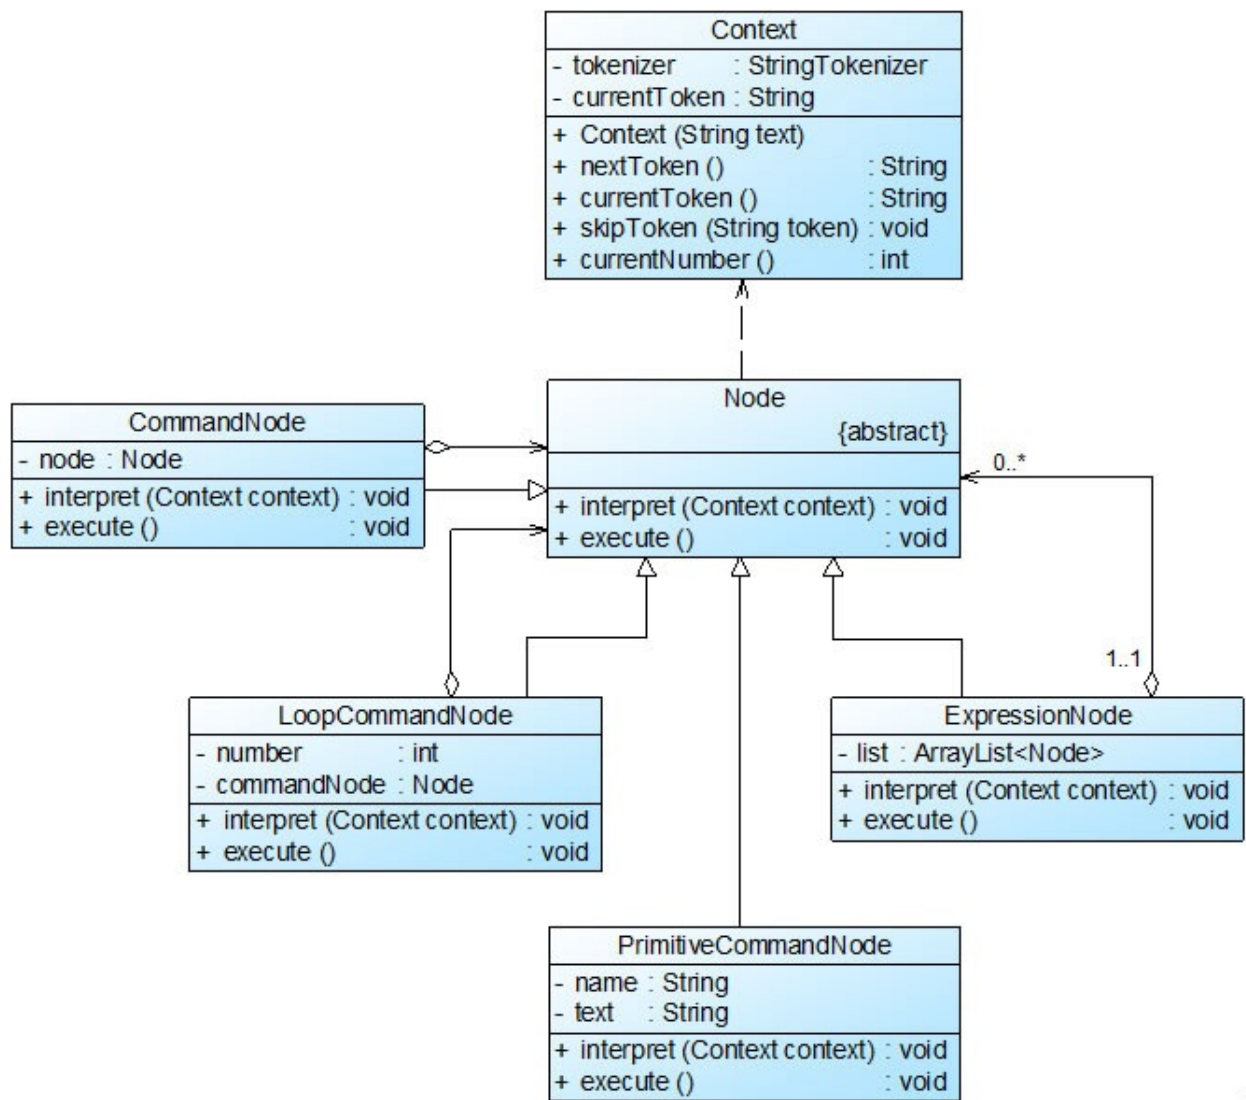 Context
- tokenizer : StringTokenizer
- currentToken : String
+ Context (String text)
+ nextToken () : String
+ currentToken () : String
+ skipToken (String token) : void
+ currentNumber () : int
Node
{abstract}
+ interpret (Context context) : void
+ execute () : void
CommandNode
- node : Node
+ interpret (Context context) : void
+ execute () : void
0..*
1..1
LoopCommandNode
- number : int
- commandNode : Node
+ interpret (Context context) : void
+ execute () : void
ExpressionNode
- list : ArrayList<Node>
+ interpret (Context context) : void
+ execute () : void
PrimitiveCommandNode
- name : String
- text : String
+ interpret (Context context) : void
+ execute () : void